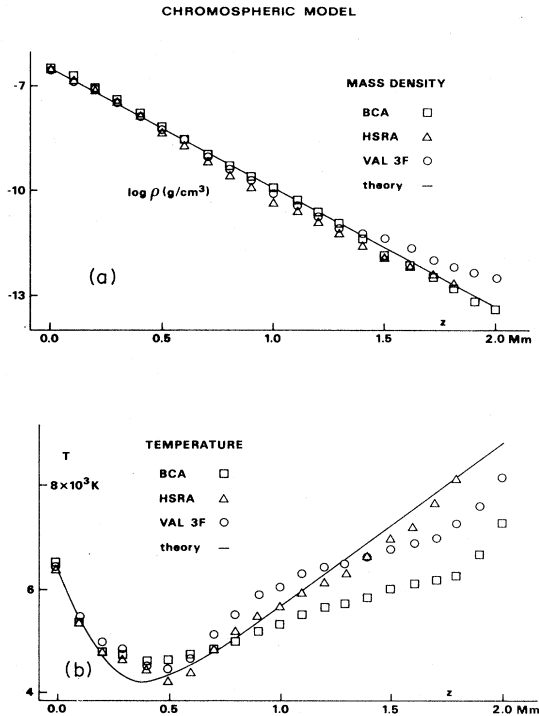 CHROMOSPHERIC MODEL
-7
-10
-13
MASS DENSITY
BCA □
HSRA △
VAL 3F ○
theory —
log ρ (g/cm³)
(a)
z
0.0 0.5 1.0 1.5 2.0 Mm
T
8×10³K
6
4
TEMPERATURE
BCA □
HSRA △
VAL 3F ○
theory —
(b)
z
0.0 0.5 1.0 1.5 2.0 Mm